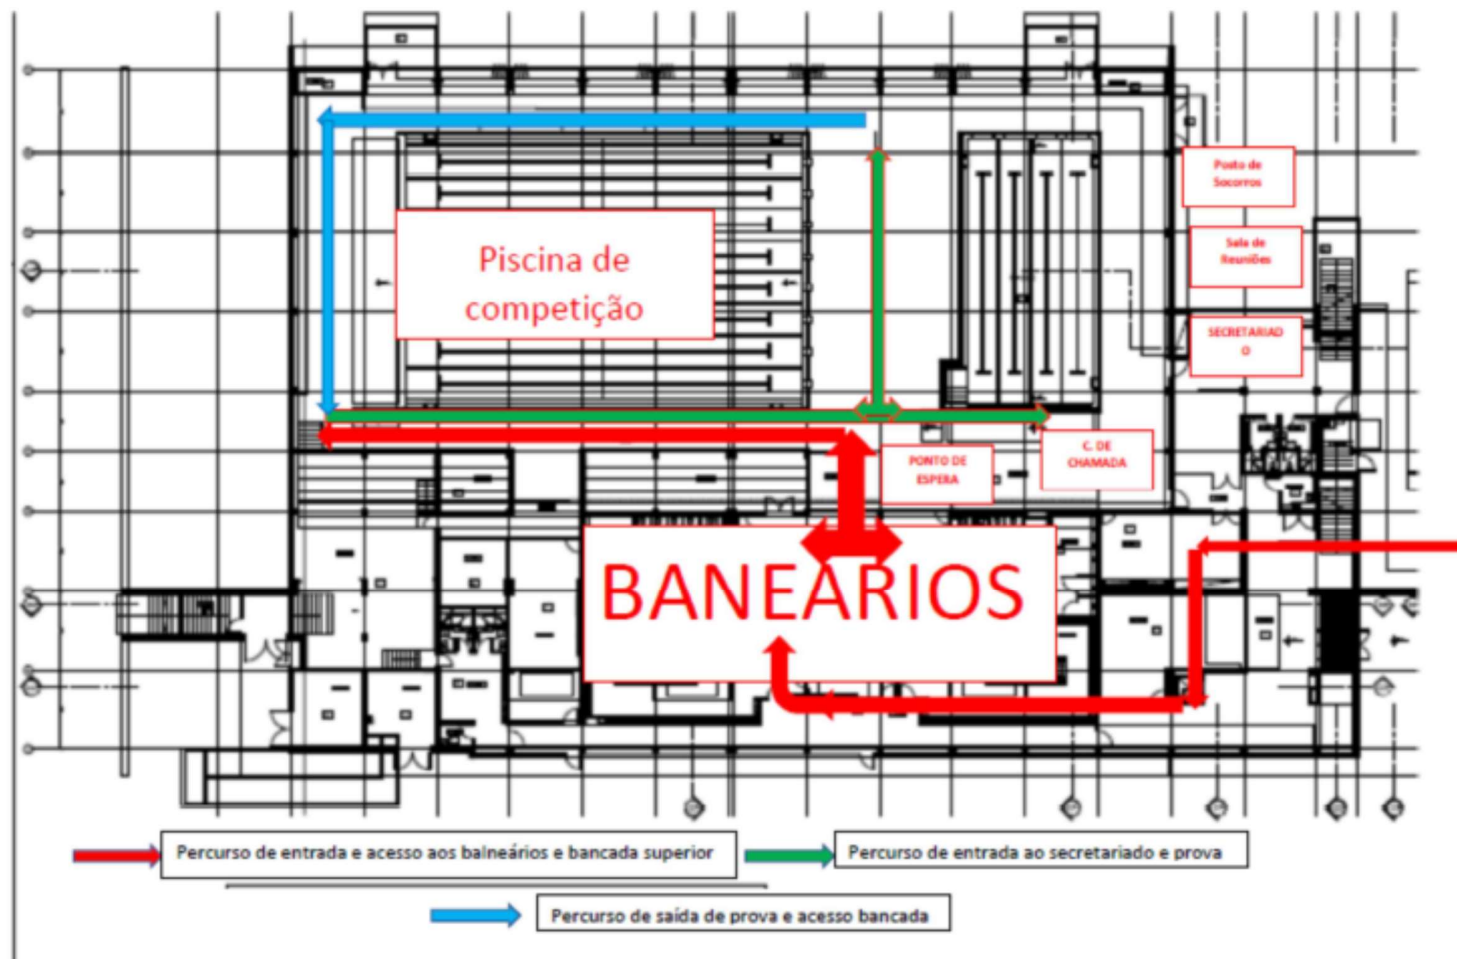 Posto de
Socorros
Sala de
Reuniões
Piscina de
competição
SECRETARIAD
O
C. DE
CHAMADA
PONTO DE
ESPERA
BANEÁRIOS
Percurso de entrada e acesso aos balneários e bancada superior
Percurso de entrada ao secretariado e prova
Percurso de saída de prova e acesso bancada